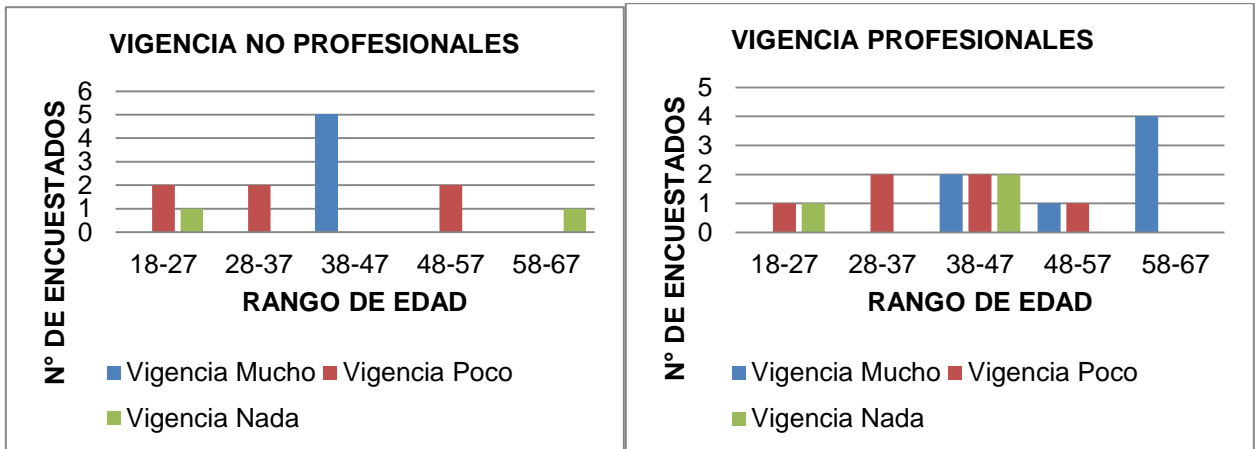 VIGENCIA NO PROFESIONALES
N° DE ENCUESTADOS
6
5
4
3
2
1
0
18-27 28-37 38-47 48-57 58-67
RANGO DE EDAD
Vigencia Mucho Vigencia Poco
Vigencia Nada
VIGENCIA PROFESIONALES
N° DE ENCUESTADOS
5
4
3
2
1
0
18-27 28-37 38-47 48-57 58-67
RANGO DE EDAD
Vigencia Mucho Vigencia Poco
Vigencia Nada